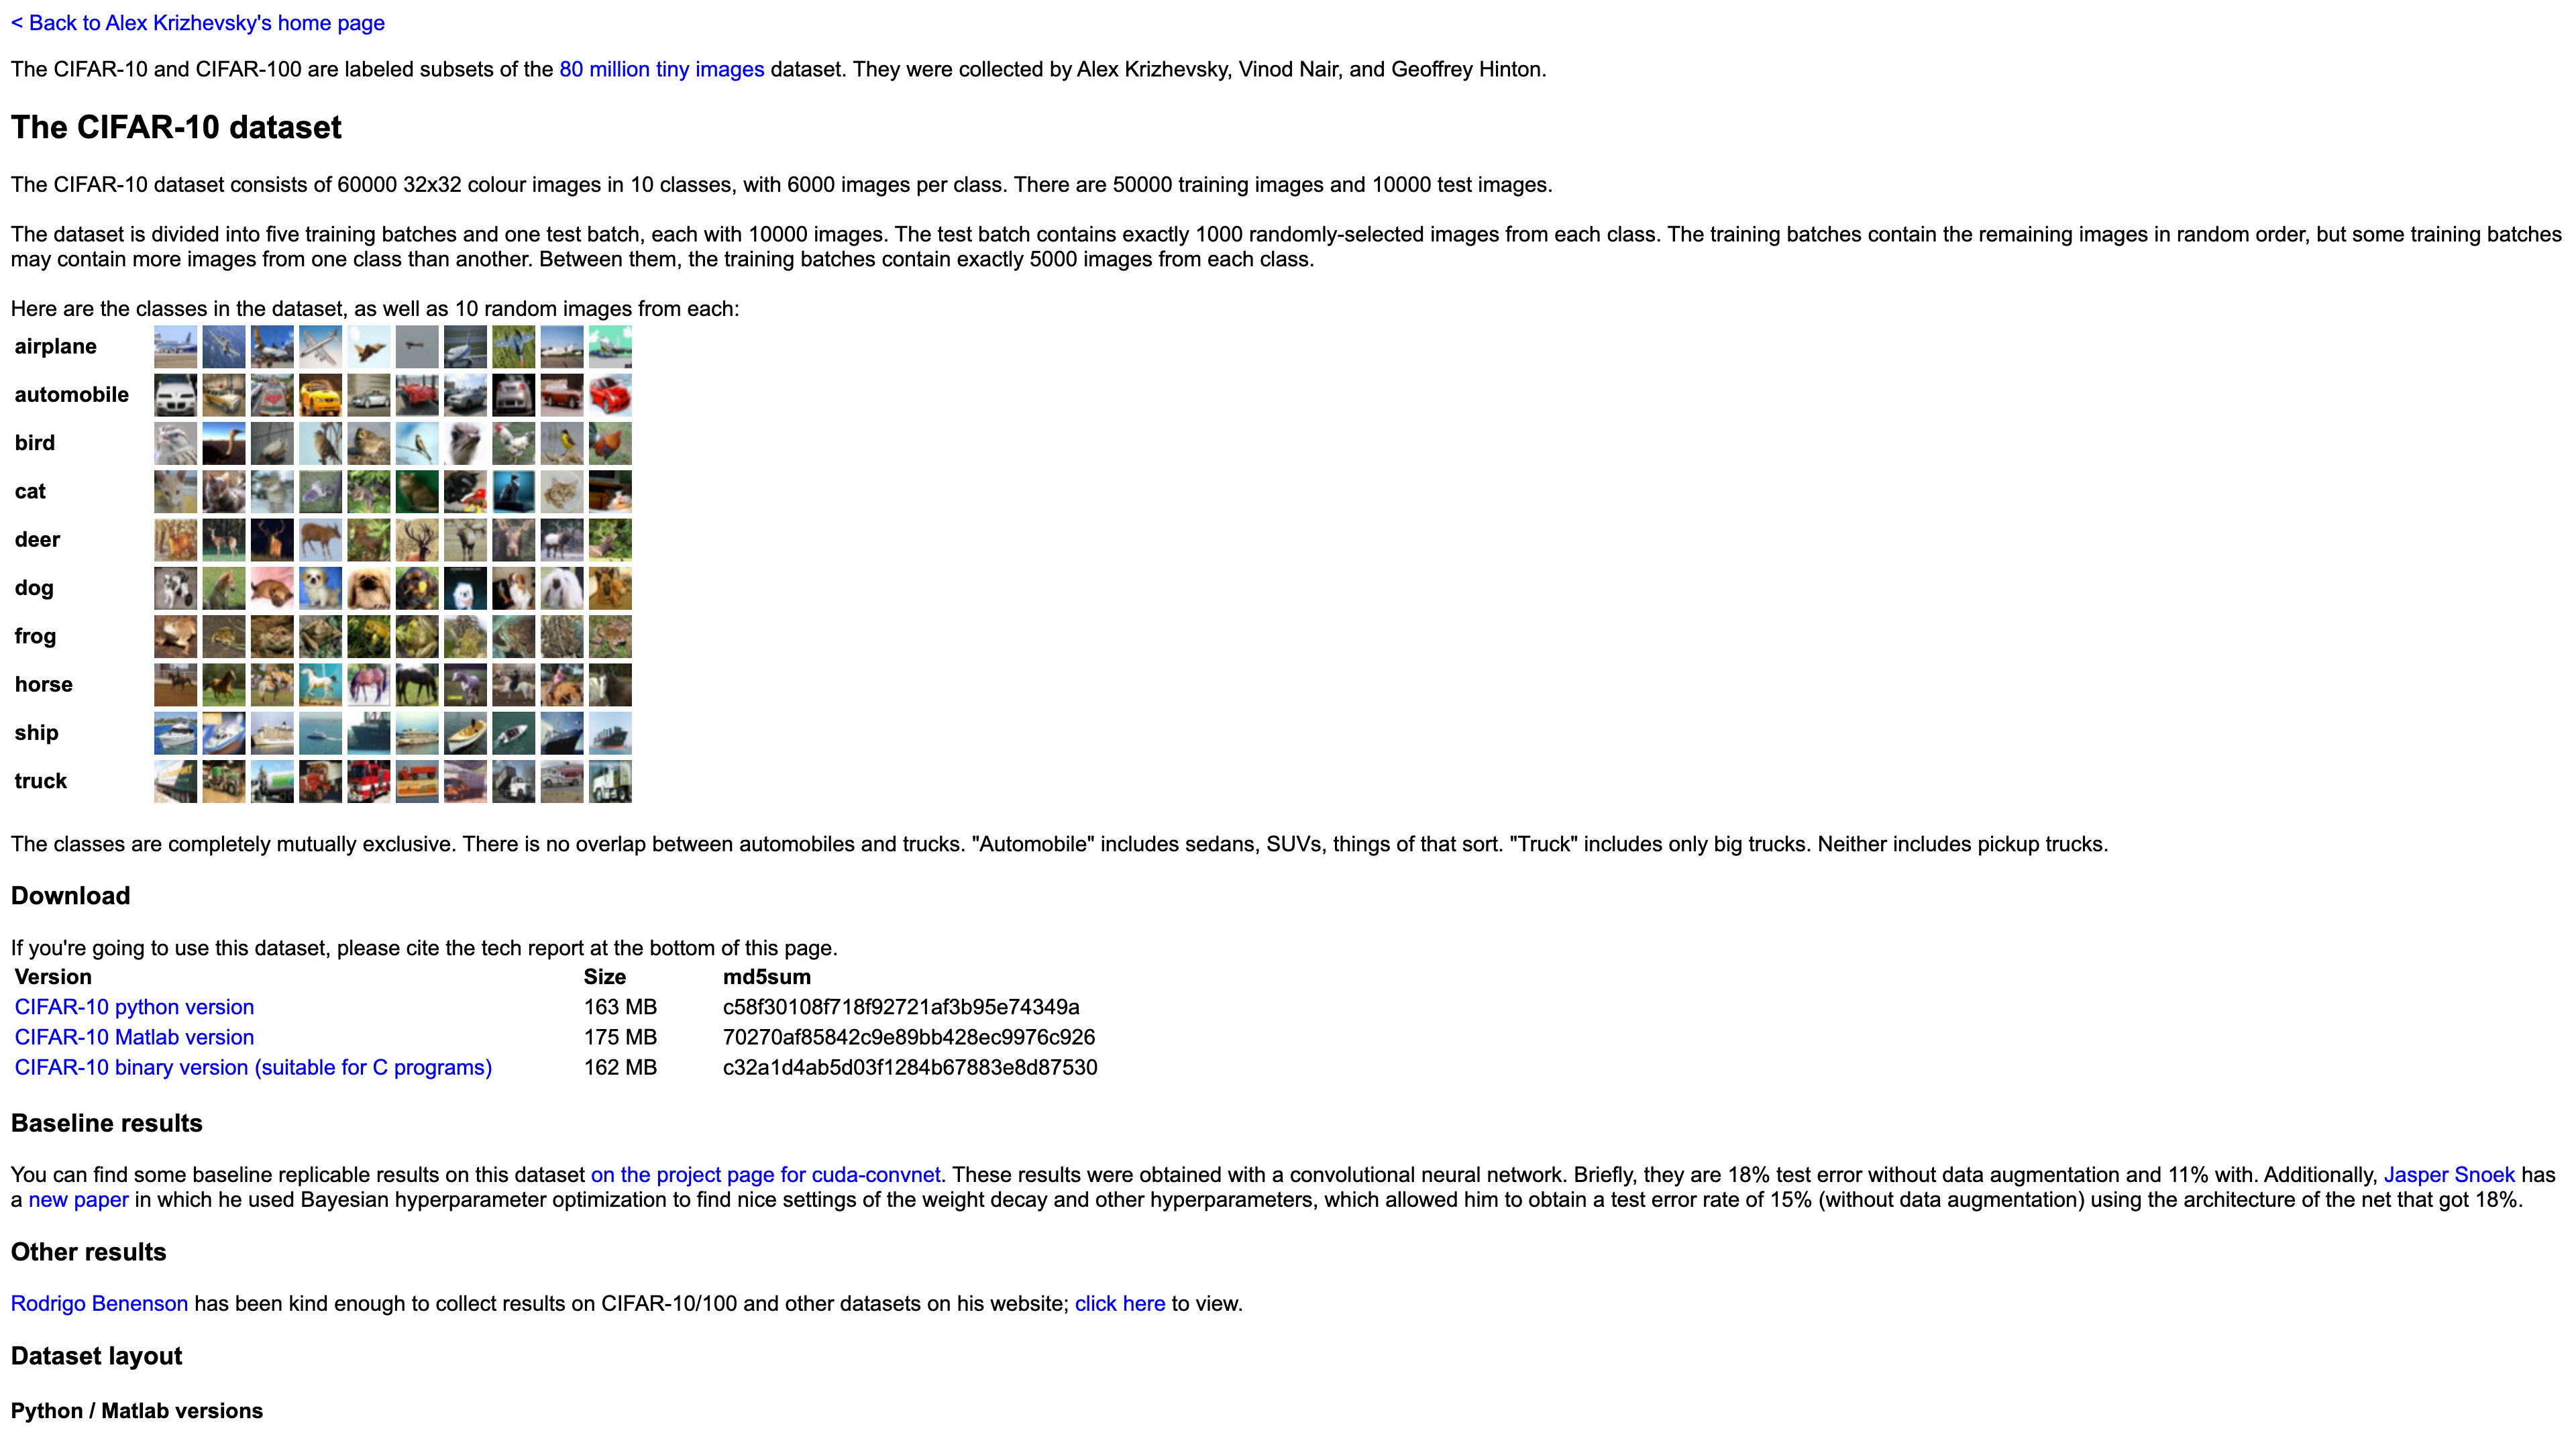 < Back to Alex Krizhevsky's home page
The CIFAR-10 and CIFAR-100 are labeled subsets of the 80 million tiny images dataset. They were collected by Alex Krizhevsky, Vinod Nair, and Geoffrey Hinton.
The CIFAR-10 dataset
The CIFAR-10 dataset consists of 60000 32x32 colour images in 10 classes, with 6000 images per class. There are 50000 training images and 10000 test images.
The dataset is divided into five training batches and one test batch, each with 10000 images. The test batch contains exactly 1000 randomly-selected images from each class. The training batches contain the remaining images in random order, but some training batches
may contain more images from one class than another. Between them, the training batches contain exactly 5000 images from each class.
Here are the classes in the dataset, as well as 10 random images from each:
airplane
automobile
bird
cat
deer
dog
frog
horse
ship
truck
The classes are completely mutually exclusive. There is no overlap between automobiles and trucks. "Automobile" includes sedans, SUVs, things of that sort. "Truck" includes only big trucks. Neither includes pickup trucks.
Download
If you're going to use this dataset, please cite the tech report at the bottom of this page.
Version Size md5sum
CIFAR-10 python version 163 MB c58f30108f718f92721af3b95e74349a
CIFAR-10 Matlab version 175 MB 70270af85842c9e89bb428ec9976c926
CIFAR-10 binary version (suitable for C programs) 162 MB c32a1d4ab5d03f1284b67883e8d87530
Baseline results
You can find some baseline replicable results on this dataset on the project page for cuda-convnet. These results were obtained with a convolutional neural network. Briefly, they are 18% test error without data augmentation and 11% with. Additionally, Jasper Snoek has
a new paper in which he used Bayesian hyperparameter optimization to find nice settings of the weight decay and other hyperparameters, which allowed him to obtain a test error rate of 15% (without data augmentation) using the architecture of the net that got 18%.
Other results
Rodrigo Benenson has been kind enough to collect results on CIFAR-10/100 and other datasets on his website; click here to view.
Dataset layout
Python / Matlab versions